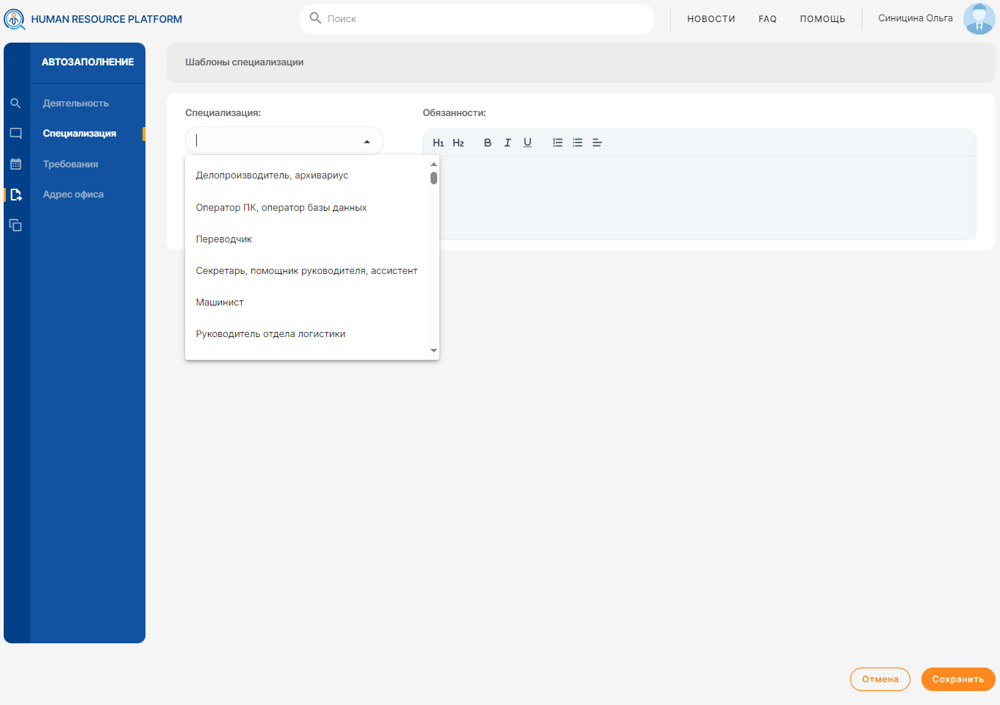 HUMAN RESOURCE PLATFORM
Поиск
НОВОСТИ
FAQ
ПОМОЩЬ
Синицина Ольга
АВТОЗАПОЛНЕНИЕ
Деятельность
Специализация
Требования
Адрес офиса
Шаблоны специализации
Специализация:
Обязанности:
H1 H2 B I U
Делопроизводитель, архивариус
Оператор ПК, оператор базы данных
Переводчик
Секретарь, помощник руководителя, ассистент
Машинист
Руководитель отдела логистики
Отмена
Сохранить